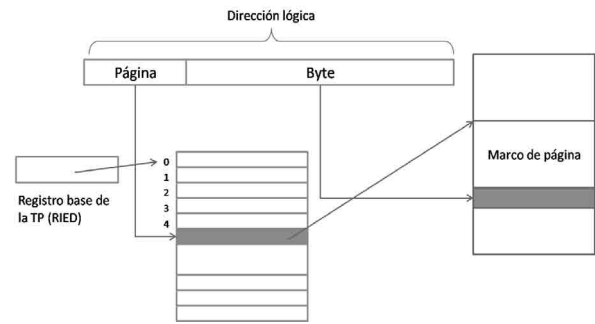 Dirección lógica
Página
Byte
Marco de página
0
1
2
3
4
Registro base de
la TP (RIED)